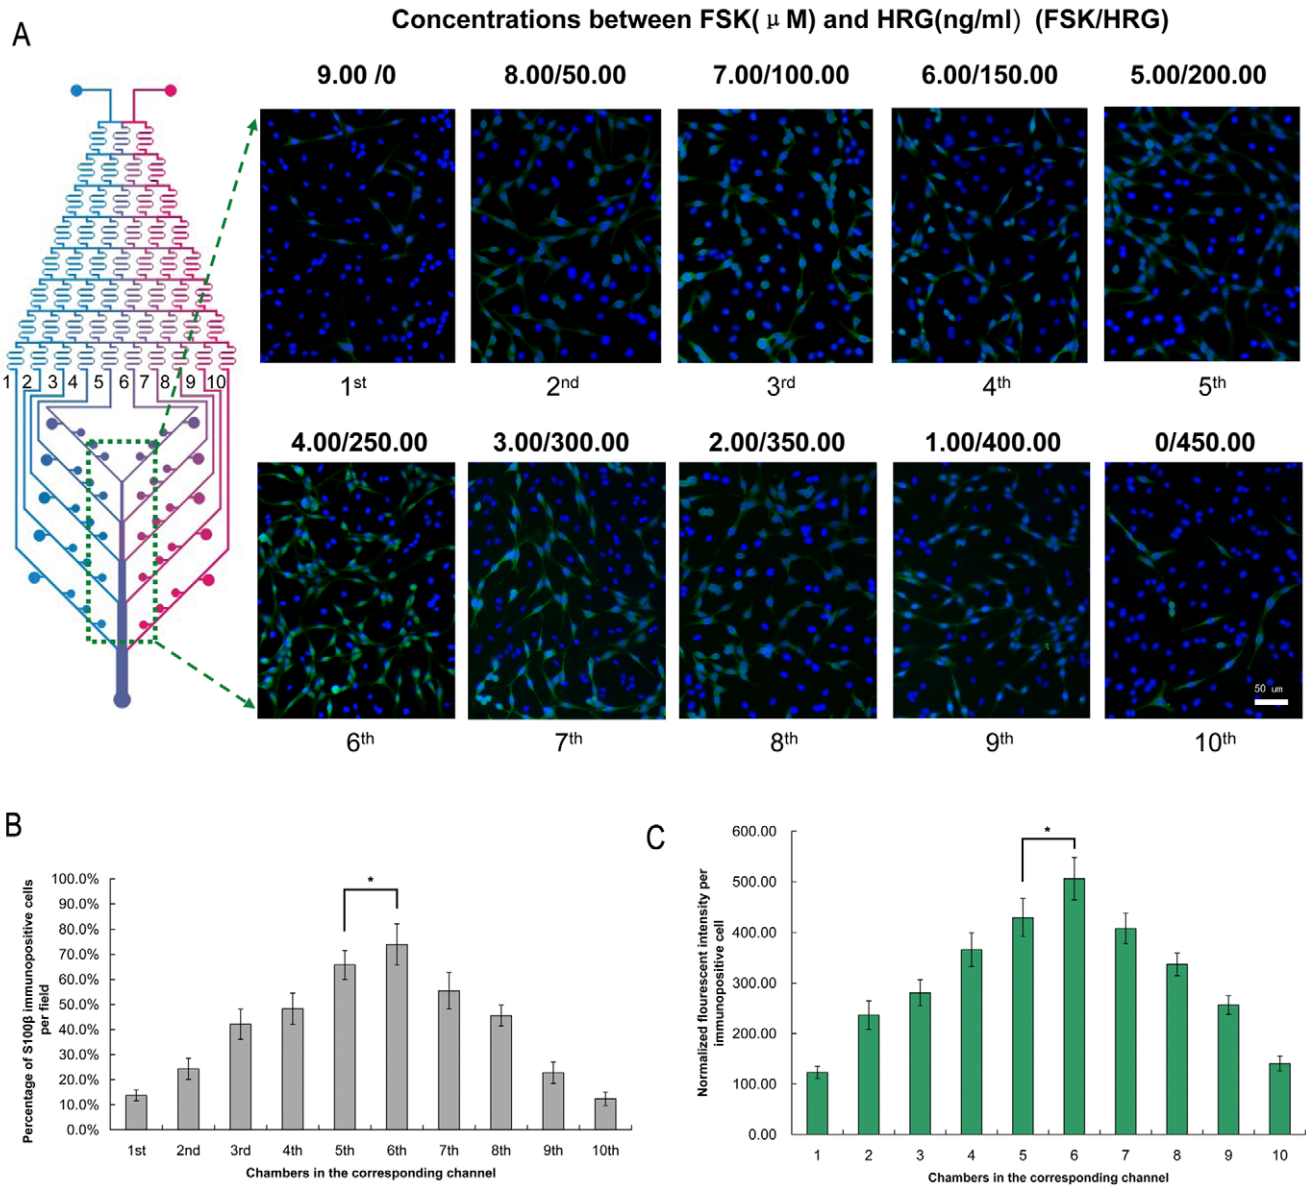 A
Concentrations between FSK( μ M) and HRG(ng/ml) (FSK/HRG)
9.00 /0
8.00/50.00
7.00/100.00
6.00/150.00
5.00/200.00
1st
2nd
3rd
4th
5th
1 2 3 4 5 6 7 8 9 10
4.00/250.00
3.00/300.00
2.00/350.00
1.00/400.00
0/450.00
50 um
6th
7th
8th
9th
10th
B
Percentage of S100β immunopositive cells
per field
100.0%
90.0%
80.0%
70.0%
60.0%
50.0%
40.0%
30.0%
20.0%
10.0%
0.0%
*
1st 2nd 3rd 4th 5th 6th 7th 8th 9th 10th
Chambers in the corresponding channel
C
Normalized flourescent intensity per
immunopositive cell
600.00
500.00
400.00
300.00
200.00
100.00
0.00
*
1 2 3 4 5 6 7 8 9 10
Chambers in the corresponding channel